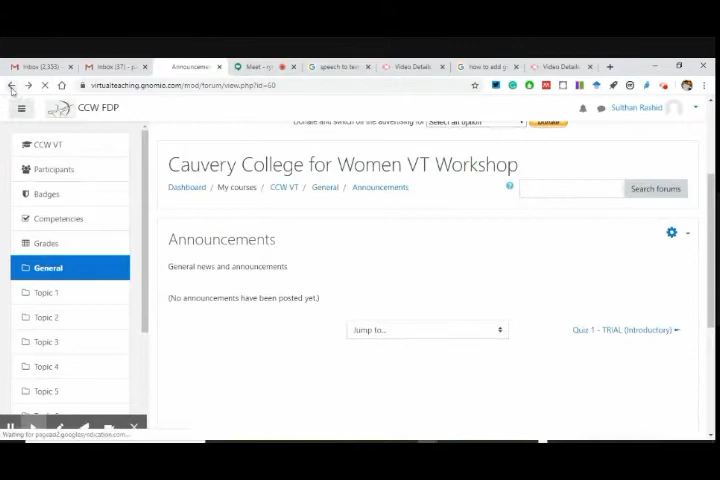 Inbox (2,353)
Inbox (37) - p
Announcemen
Meet - ry
speech to tex
Video Details
how to add g
Video Details
virtualteaching.gnomio.com/mod/forum/view.php?id=60
CCW FDP
Sulthan Rashid
Donate and switch off the advertising for
Select an option
Donate
CCW VT
Participants
Badges
Competencies
Grades
General
Topic 1
Topic 2
Topic 3
Topic 4
Topic 5
Cauvery College for Women VT Workshop
Dashboard / My courses / CCW VT / General / Announcements
Search forums
Announcements
General news and announcements
(No announcements have been posted yet.)
Jump to...
Quiz 1 - TRIAL (Introductory)
Waiting for pagead2.googlesyndication.com...